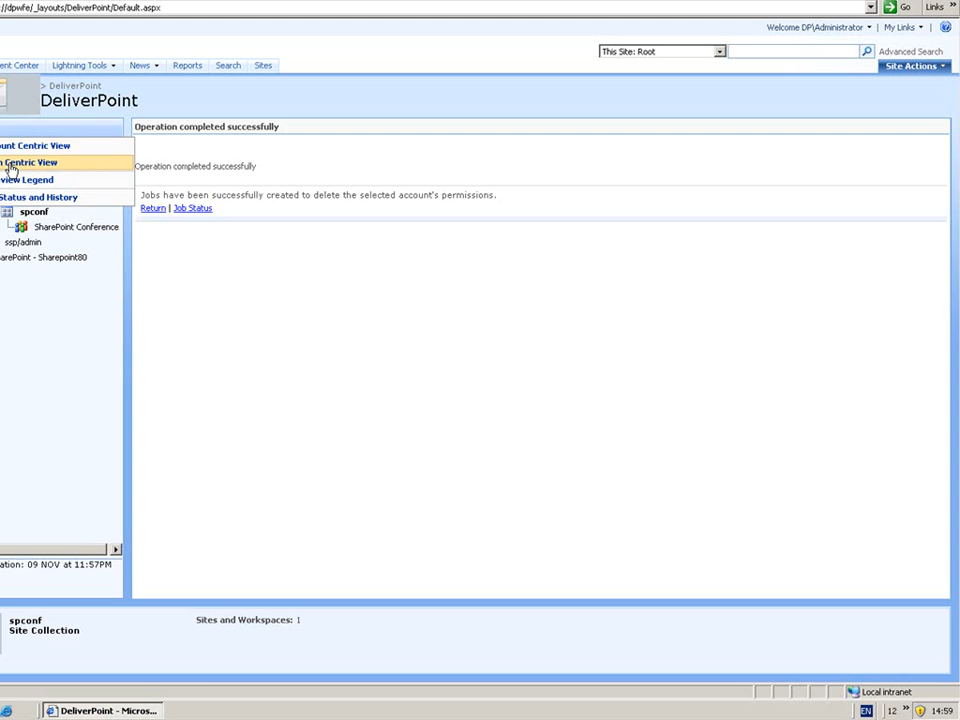 ://dpwfe/_layouts/DeliverPoint/Default.aspx
Go
Links »
Welcome DP\Administrator
My Links
This Site: Root
Advanced Search
ent Center
Lightning Tools
News
Reports
Search
Sites
Site Actions
> DeliverPoint
DeliverPoint
Operation completed successfully
unt Centric View
Centric View
Operation completed successfully
view Legend
Status and History
Jobs have been successfully created to delete the selected account's permissions.
Return | Job Status
spconf
SharePoint Conference
ssp/admin
arePoint - Sharepoint80
ation: 09 NOV at 11:57PM
spconf
Site Collection
Sites and Workspaces: 1
Local intranet
DeliverPoint - Micros...
EN
12 »
14:59